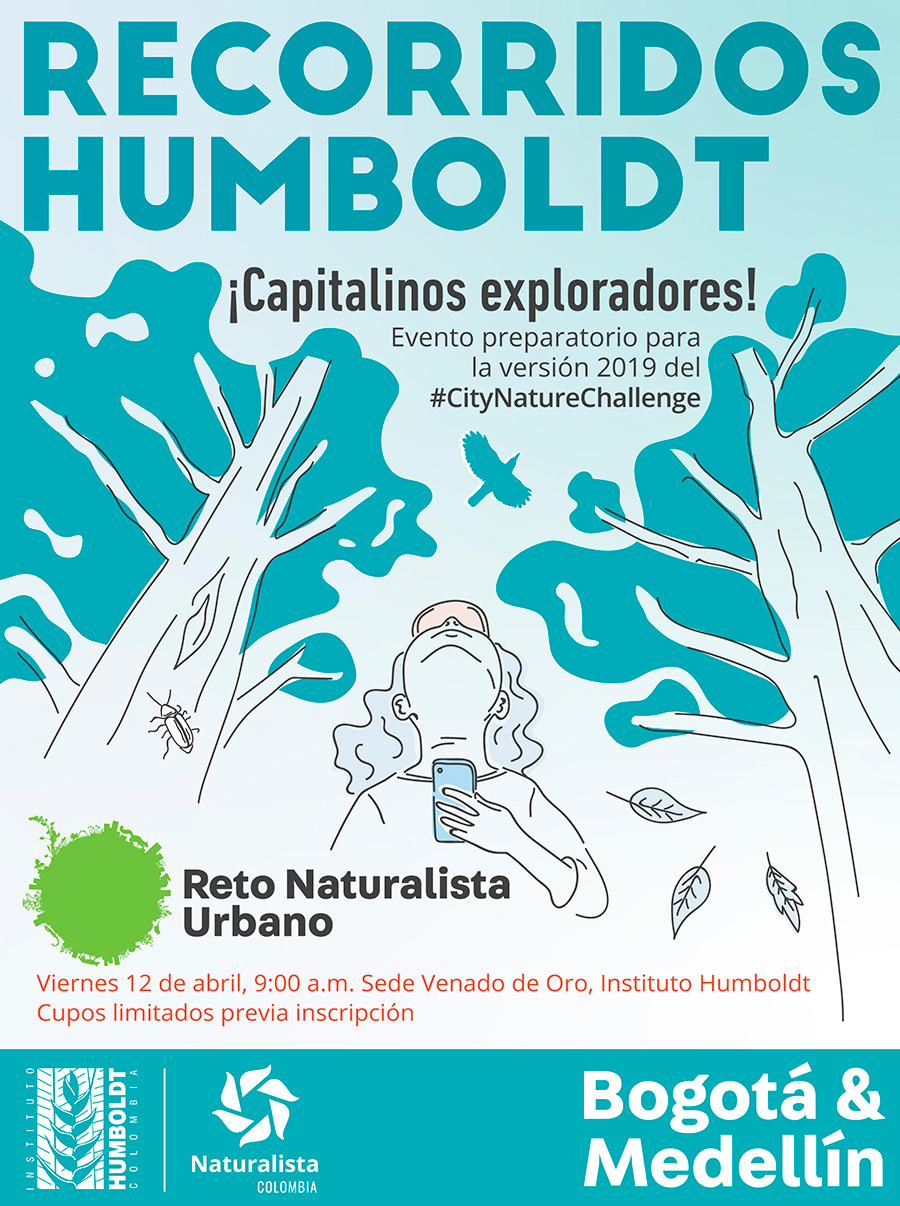 RECORRIDOS
HUMBOLDT
¡Capitalinos exploradores!
Evento preparatorio para
la versión 2019 del
#CityNatureChallenge
Reto Naturalista
Urbano
Viernes 12 de abril, 9:00 a.m. Sede Venado de Oro, Instituto Humboldt
Cupos limitados previa inscripción
INSTITUTO
HUMBOLDT
COLOMBIA
Naturalista
COLOMBIA
Bogotá &
Medellín